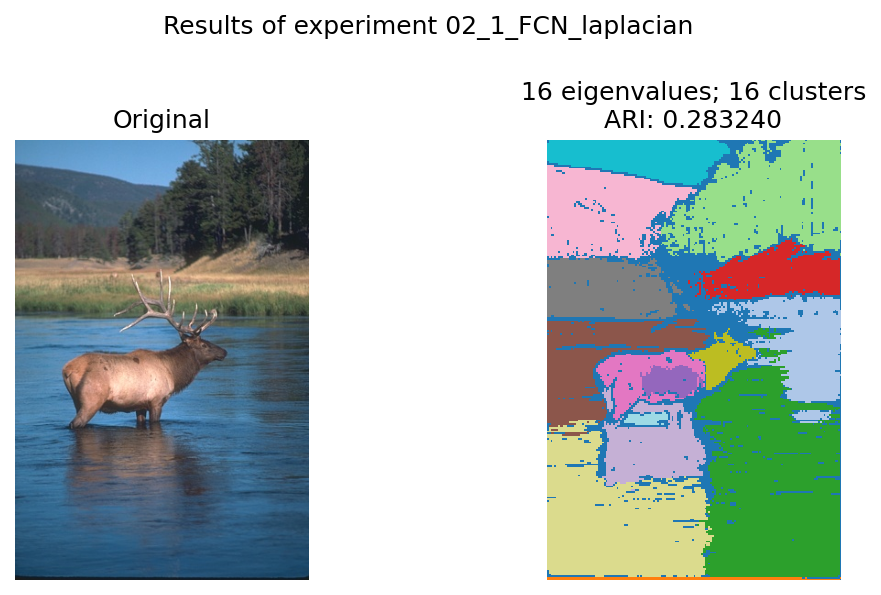 Results of experiment 02_1_FCN_laplacian
Original
16 eigenvalues; 16 clusters
ARI: 0.283240